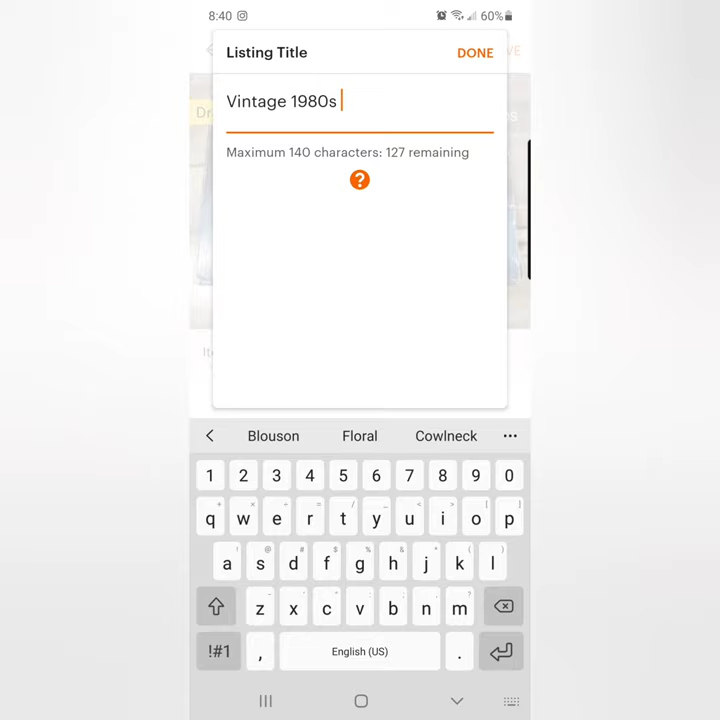 8:40 60%
Listing Title DONE
Vintage 1980s
Maximum 140 characters: 127 remaining
?
Blouson Floral Cowlneck ...
1 2 3 4 5 6 7 8 9 0
q w e r t y u i o p
a s d f g h j k l
z x c v b n m
!#1 , English (US) .